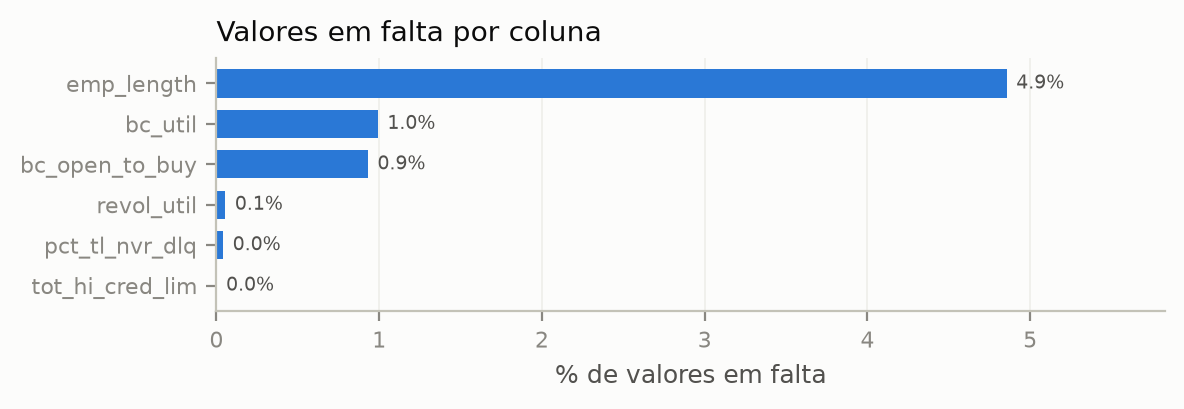 Valores em falta por coluna
emp_length 4.9%
bc_util 1.0%
bc_open_to_buy 0.9%
revol_util 0.1%
pct_tl_nvr_dlq 0.0%
tot_hi_cred_lim 0.0%
0 1 2 3 4 5
% de valores em falta